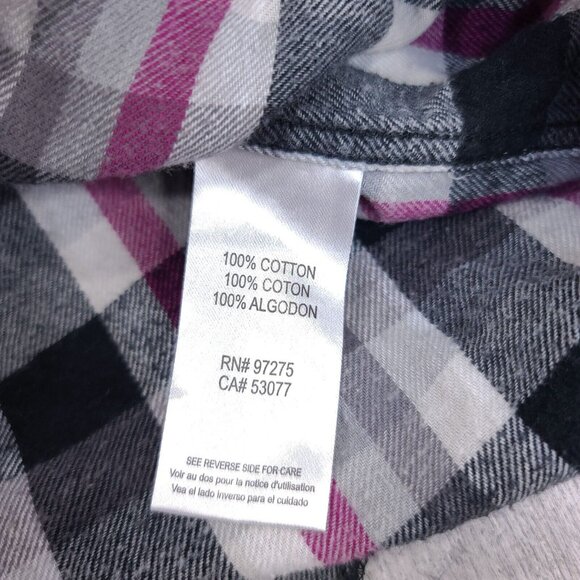 100% COTTON
100% COTON
100% ALGODON
RN# 97275
CA# 53077
SEE REVERSE SIDE FOR CARE
Voir au dos pour la notice d'utilisation
Vea el lado inverso para el cuidado